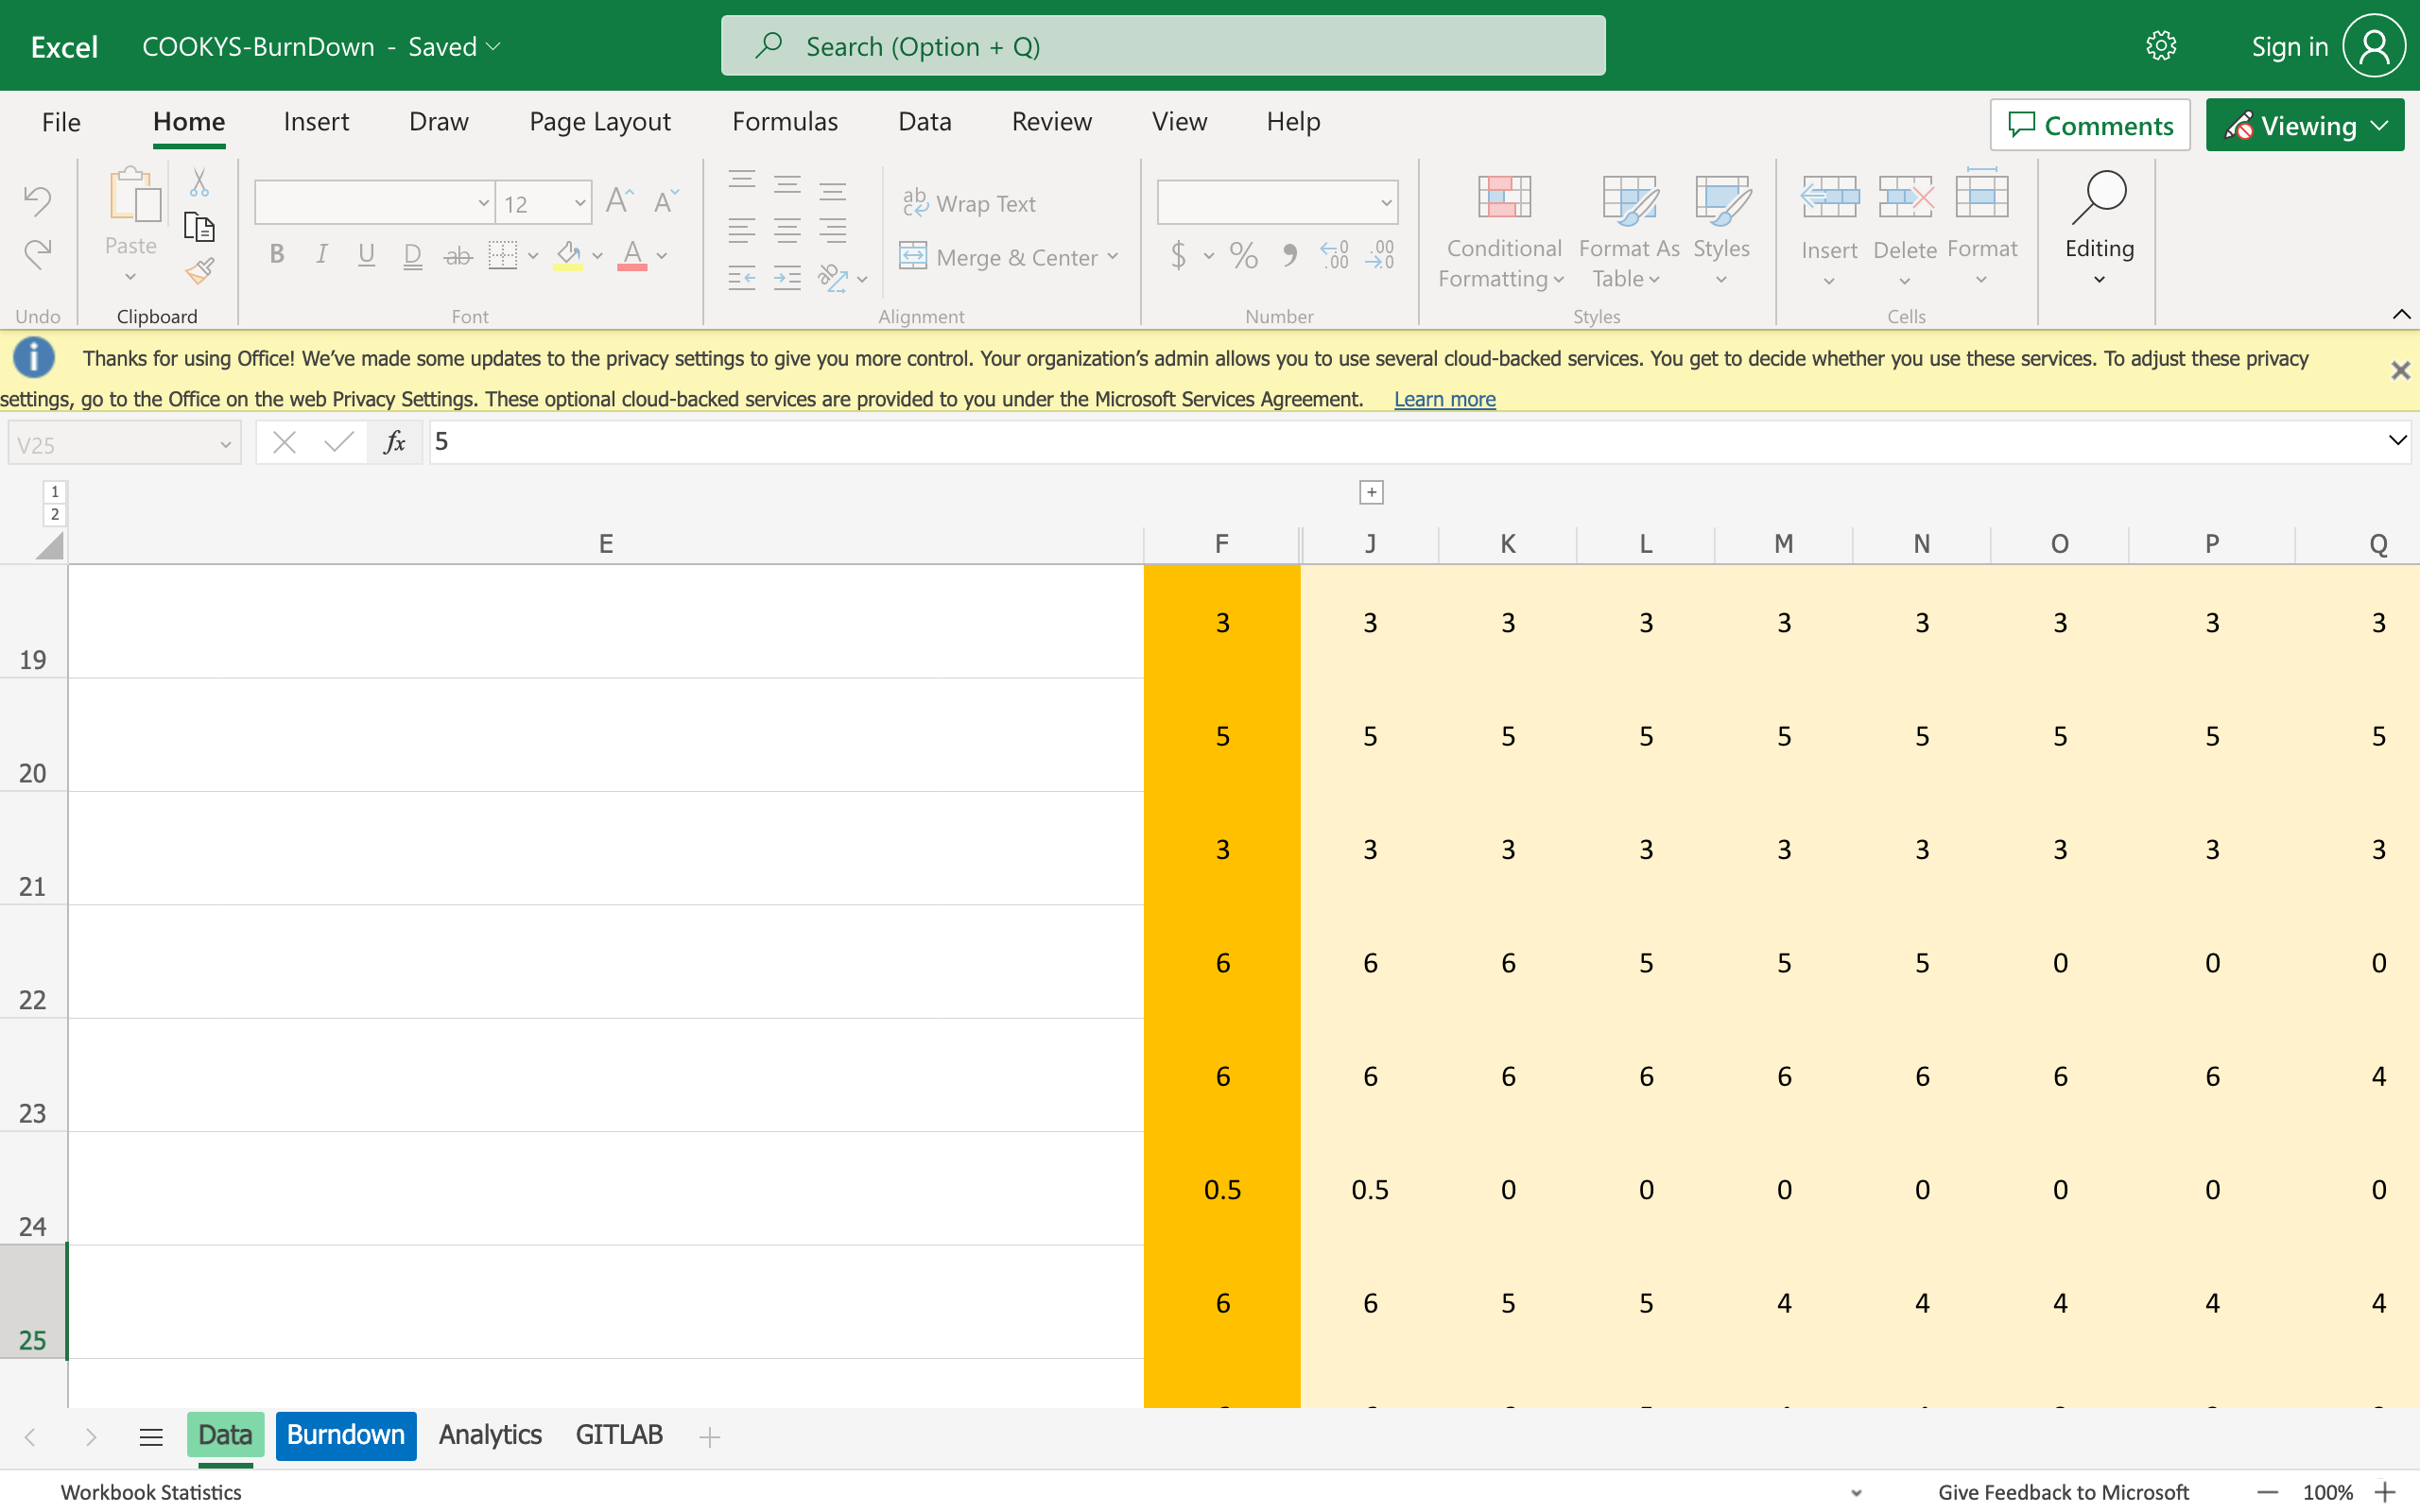 Excel COOKYS-BurnDown - Saved Search (Option + Q) Sign in
File Home Insert Draw Page Layout Formulas Data Review View Help Comments Viewing
Paste 12 A A ab c Wrap Text
B I U D ab A Merge & Center $ % 9 .0 .00 .00 .0 Conditional Formatting Format As Table Styles Insert Delete Format Editing
Undo Clipboard Font Alignment Number Styles Cells
Thanks for using Office! We've made some updates to the privacy settings to give you more control. Your organization's admin allows you to use several cloud-backed services. You get to decide whether you use these services. To adjust these privacy
settings, go to the Office on the web Privacy Settings. These optional cloud-backed services are provided to you under the Microsoft Services Agreement. Learn more
V25 fx 5
1
2
E F J K L M N O P Q
19 3 3 3 3 3 3 3 3 3
20 5 5 5 5 5 5 5 5 5
21 3 3 3 3 3 3 3 3 3
22 6 6 6 5 5 5 0 0 0
23 6 6 6 6 6 6 6 6 4
24 0.5 0.5 0 0 0 0 0 0 0
25 6 6 5 5 4 4 4 4 4
Data Burndown Analytics GITLAB
Workbook Statistics Give Feedback to Microsoft 100%